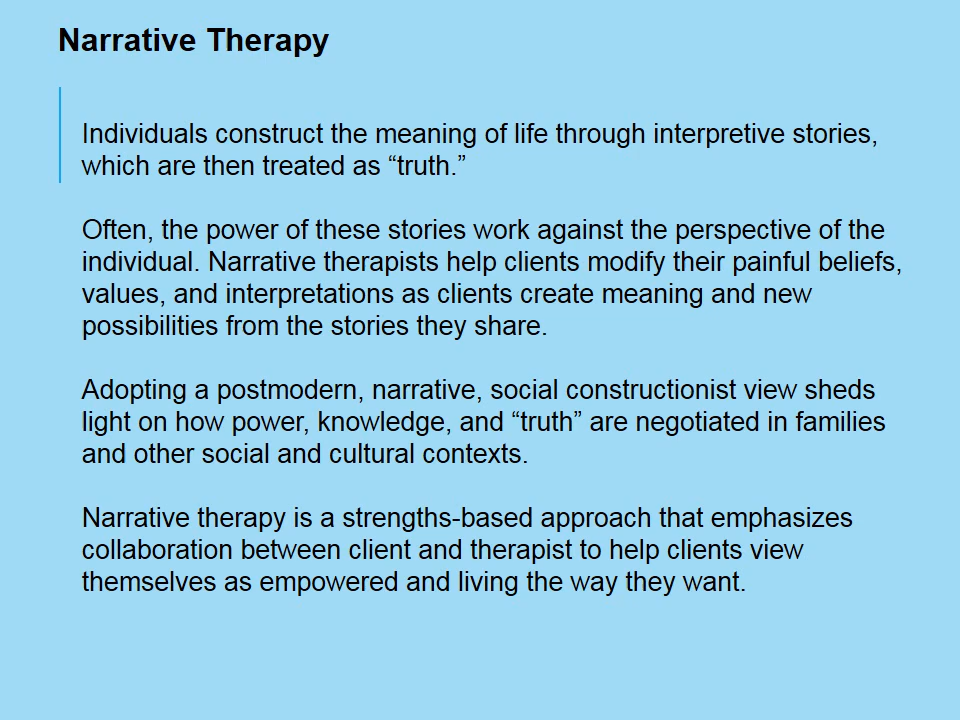 Narrative Therapy
Individuals construct the meaning of life through interpretive stories,
which are then treated as “truth.”
Often, the power of these stories work against the perspective of the
individual. Narrative therapists help clients modify their painful beliefs,
values, and interpretations as clients create meaning and new
possibilities from the stories they share.
Adopting a postmodern, narrative, social constructionist view sheds
light on how power, knowledge, and “truth” are negotiated in families
and other social and cultural contexts.
Narrative therapy is a strengths-based approach that emphasizes
collaboration between client and therapist to help clients view
themselves as empowered and living the way they want.